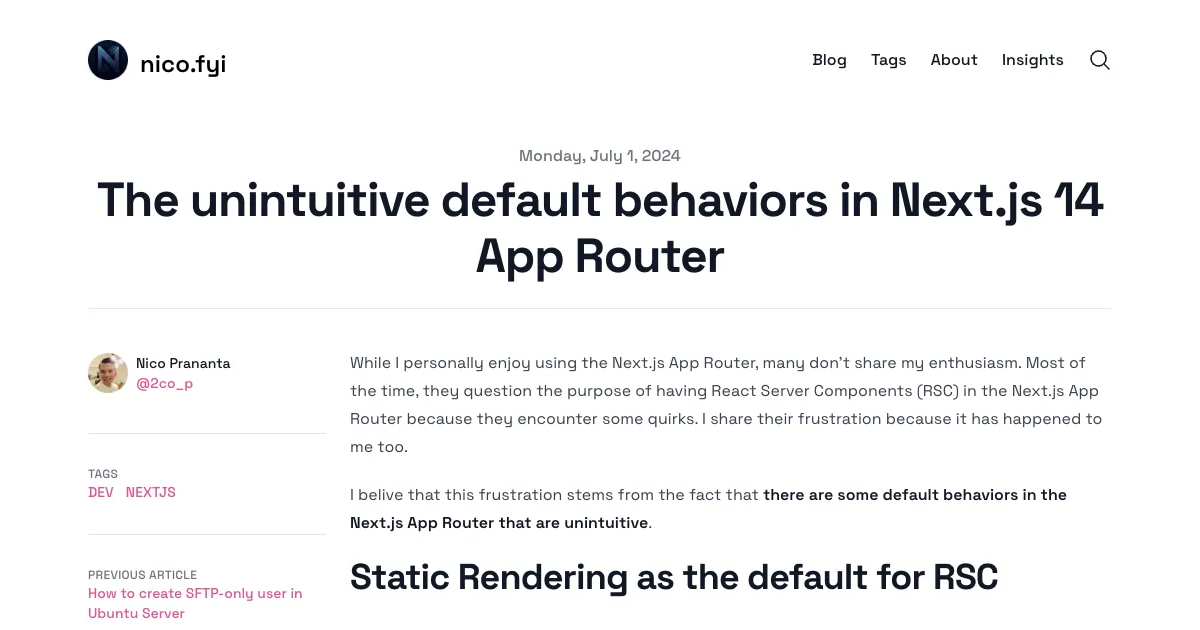 nico.fyi
Blog Tags About Insights
Monday, July 1, 2024
The unintuitive default behaviors in Next.js 14
App Router
Nico Prananta
@2co_p
TAGS
DEV NEXTJS
PREVIOUS ARTICLE
How to create SFTP-only user in
Ubuntu Server
While I personally enjoy using the Next.js App Router, many don't share my enthusiasm. Most of
the time, they question the purpose of having React Server Components (RSC) in the Next.js App
Router because they encounter some quirks. I share their frustration because it has happened to
me too.
I belive that this frustration stems from the fact that there are some default behaviors in the
Next.js App Router that are unintuitive.
Static Rendering as the default for RSC